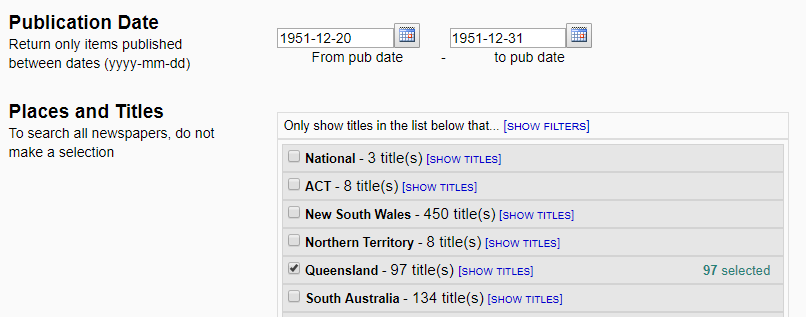 Publication Date
Return only items published
between dates (yyyy-mm-dd)
1951-12-20 1951-12-31
From pub date - to pub date
Places and Titles
To search all newspapers, do not
make a selection
Only show titles in the list below that... [SHOW FILTERS]
National - 3 title(s) [SHOW TITLES]
ACT - 8 title(s) [SHOW TITLES]
New South Wales - 450 title(s) [SHOW TITLES]
Northern Territory - 8 title(s) [SHOW TITLES]
Queensland - 97 title(s) [SHOW TITLES] 97 selected
South Australia - 134 title(s) [SHOW TITLES]